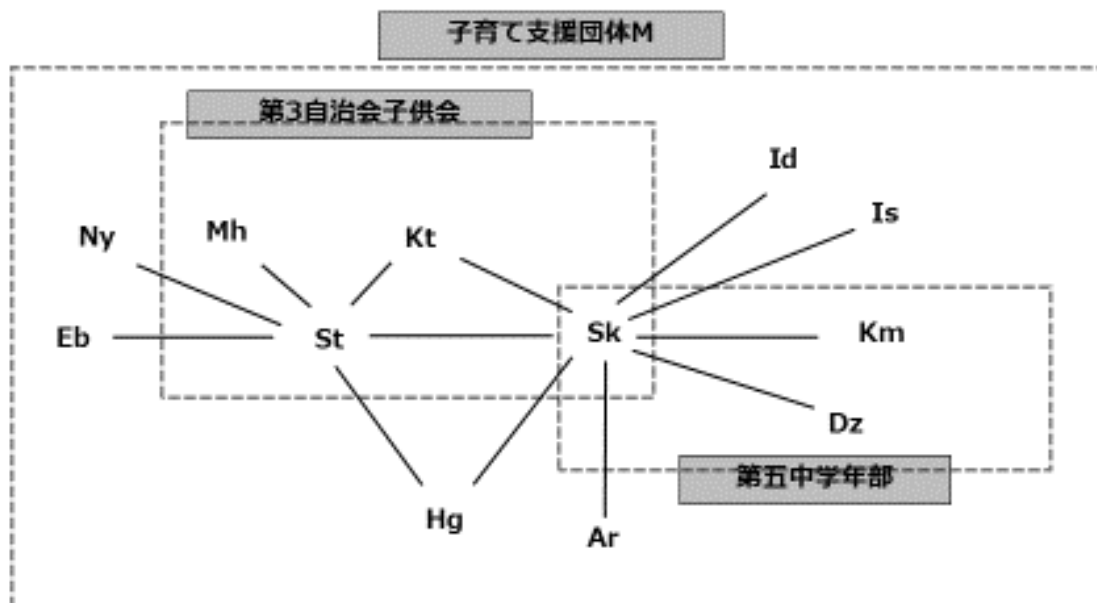 子育て支援団体M
第3自治会子供会
Id
Is
Ny
Mh
Kt
Eb
St
Sk
Km
Dz
第五中学年部
Hg
Ar